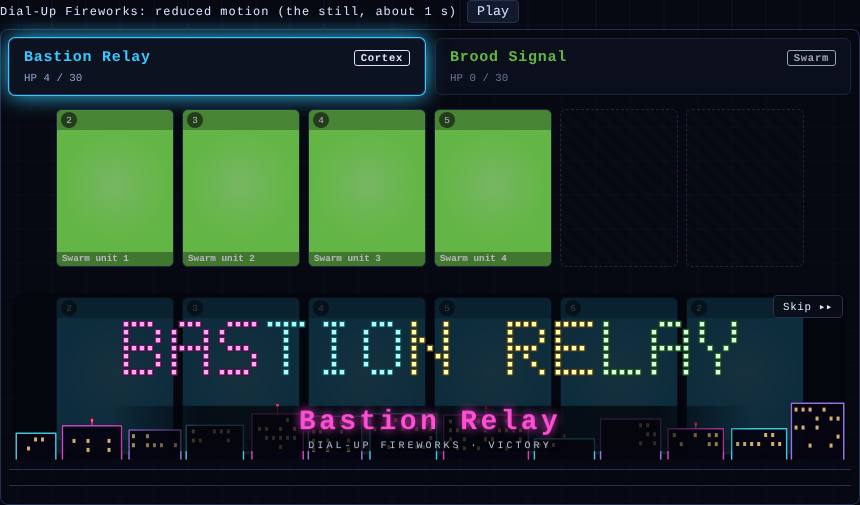 Dial-Up Fireworks: reduced motion (the still, about 1 s) Play
Bastion Relay Cortex
HP 4 / 30
Brood Signal Swarm
HP 0 / 30
2 3 4 5
Swarm unit 1 Swarm unit 2 Swarm unit 3 Swarm unit 4
2 3 4 5 6 2
Skip ▸▸
BASTION RELAY
Bastion Relay
DIAL-UP FIREWORKS · VICTORY